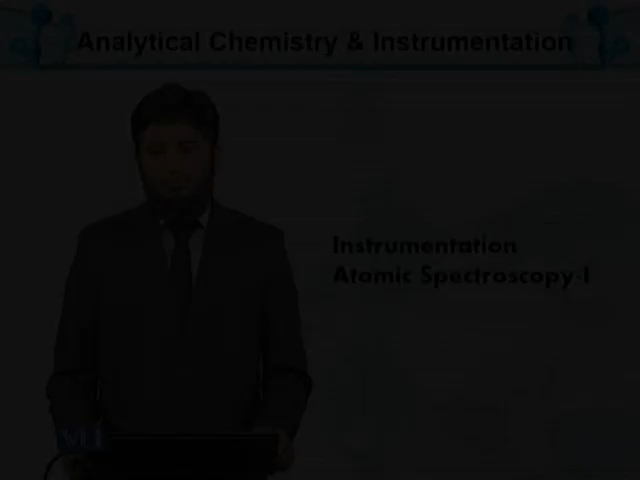 Analytical Chemistry & Instrumentation
Instrumentation
Atomic Spectroscopy-I